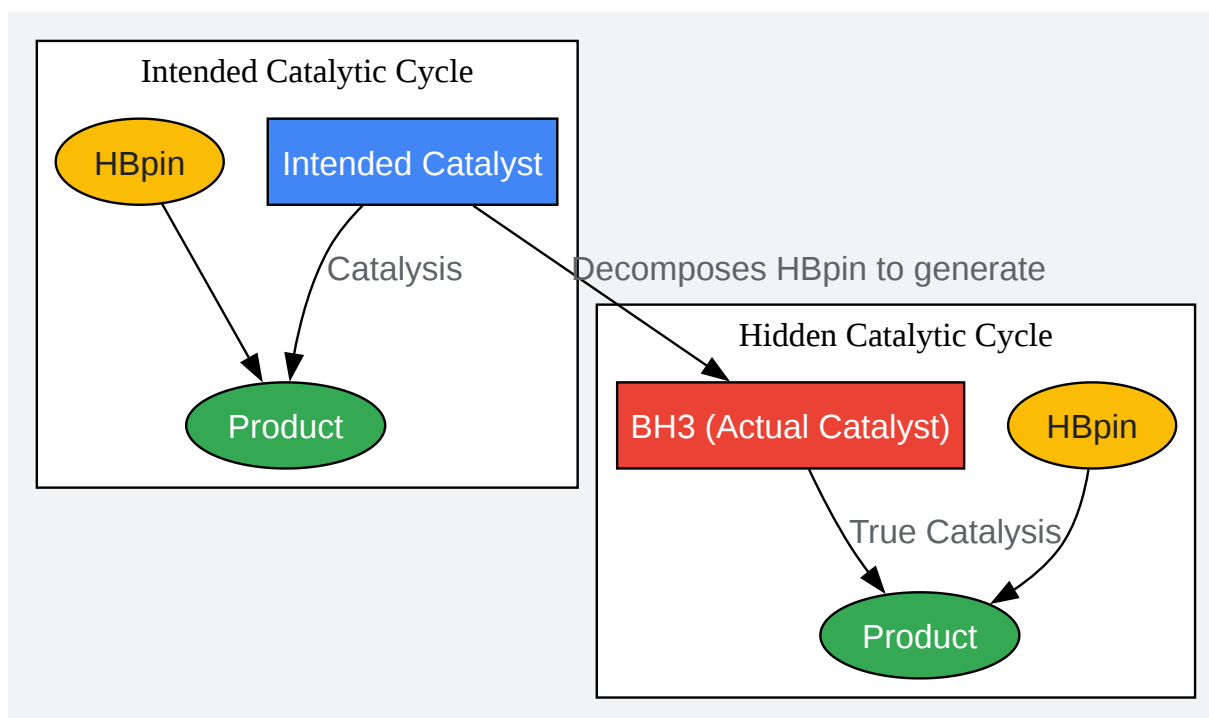 Intended Catalytic Cycle
HBpin
Intended Catalyst
Catalysis
Decomposes HBpin to generate
Product
Hidden Catalytic Cycle
BH3 (Actual Catalyst)
HBpin
True Catalysis
Product